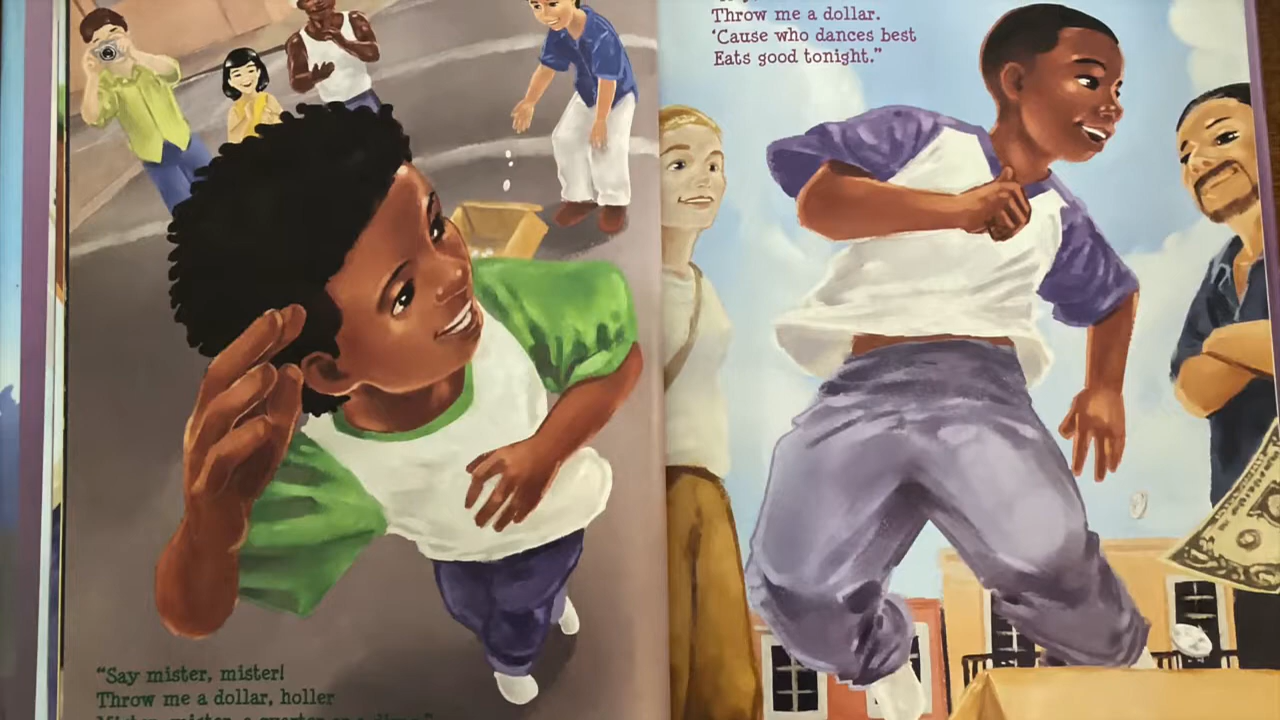 "Say mister, mister!
Throw me a dollar, holler
Throw me a dollar.
'Cause who dances best
Eats good tonight."